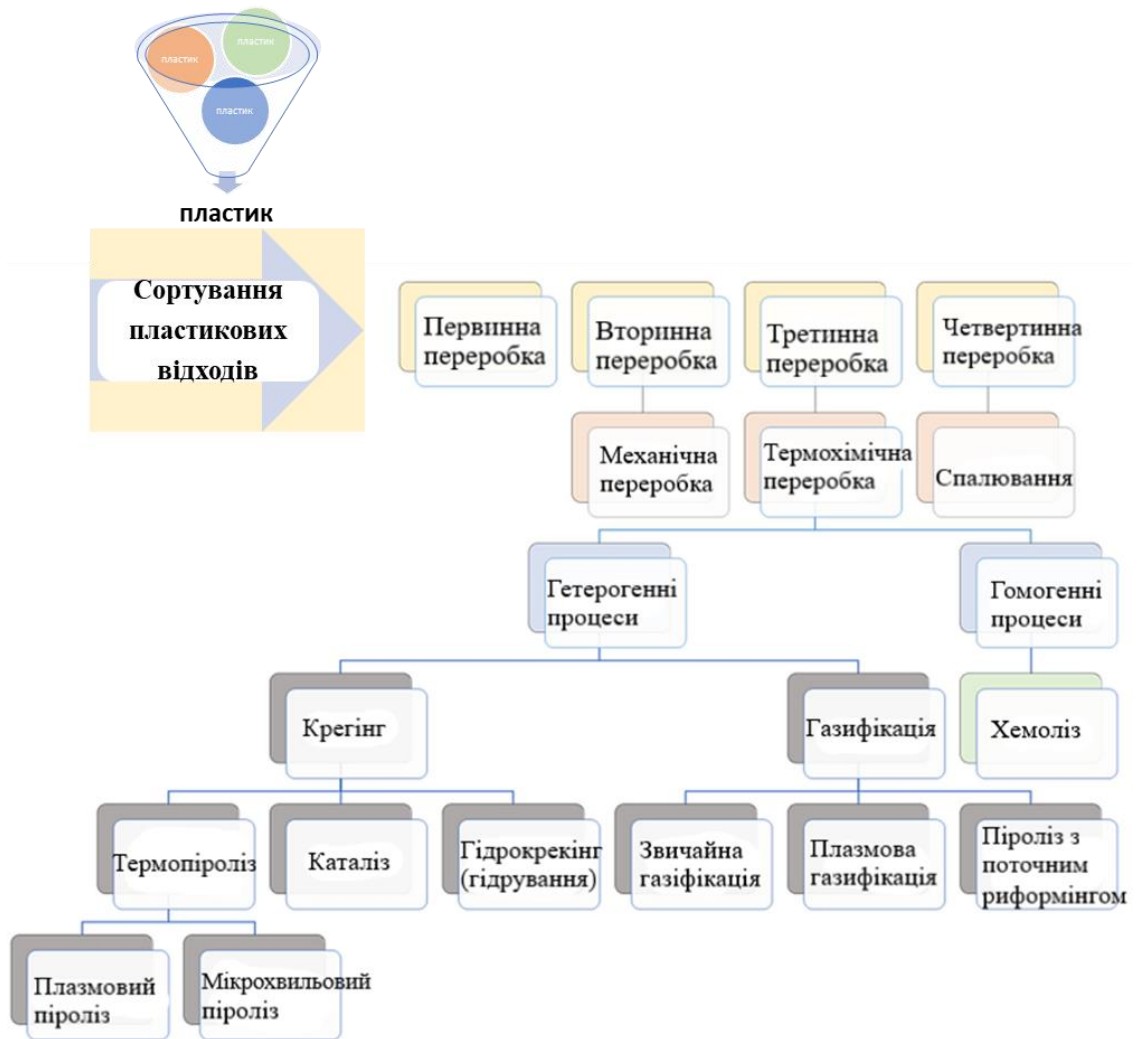 пластик
пластик
пластик
пластик
Сортування
пластикових
відходів
Первинна
переробка
Вторинна
переробка
Третинна
переробка
Четвертинна
переробка
Механічна
переробка
Термохімічна
переробка
Спалювання
Гетерогенні
процеси
Гомогенні
процеси
Крегінг
Газифікація
Хемоліз
Термопіроліз
Каталіз
Гідрокрекінг
(гідрування)
Звичайна
газіфікація
Плазмова
газификація
Піроліз з
поточним
риформінгом
Плазмовий
піроліз
Мікрохвильовий
піроліз